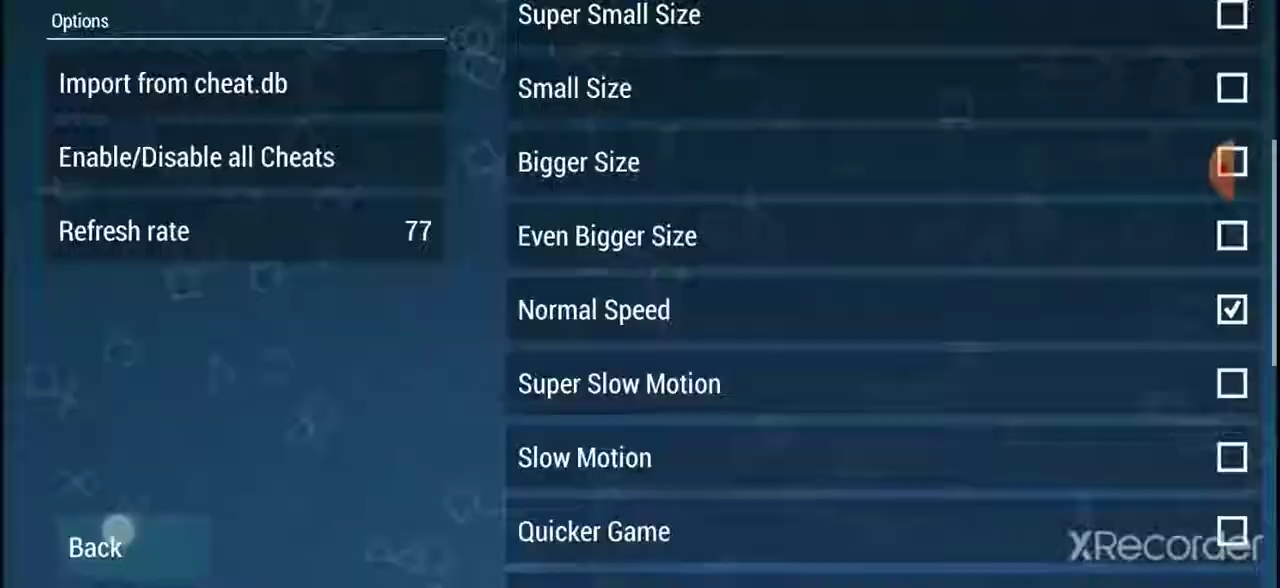 Options
Import from cheat.db
Enable/Disable all Cheats
Refresh rate 77
Back
Super Small Size
Small Size
Bigger Size
Even Bigger Size
Normal Speed
Super Slow Motion
Slow Motion
Quicker Game
XRecorder